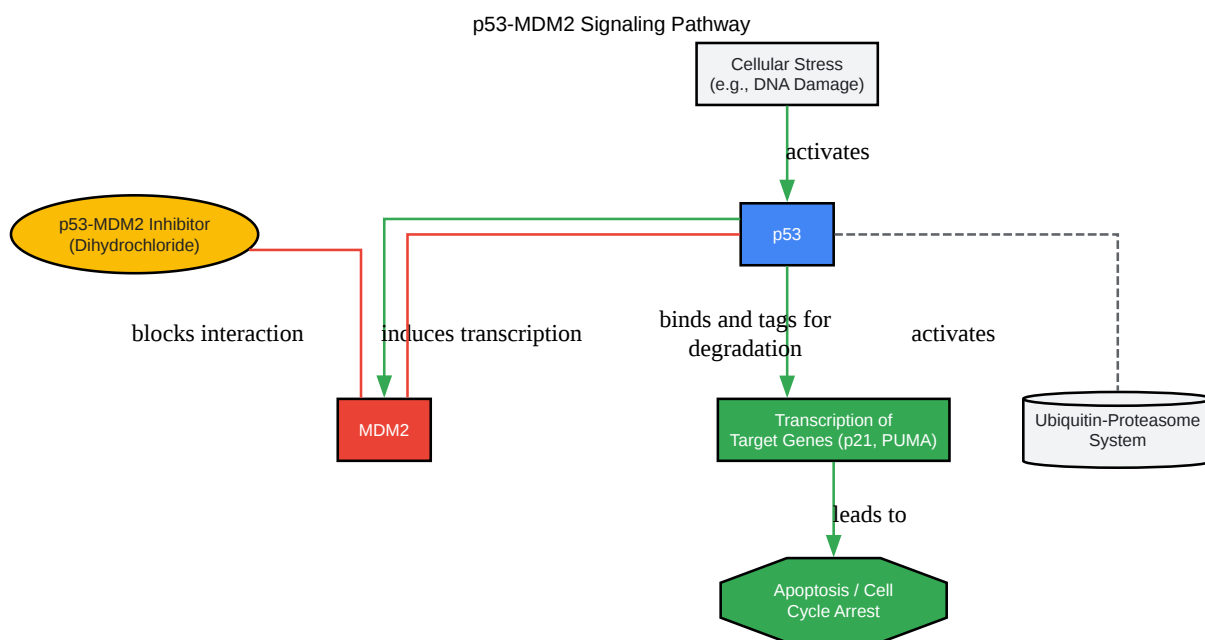 p53-MDM2 Signaling Pathway
Cellular Stress
(e.g., DNA Damage)
activates
p53-MDM2 Inhibitor
(Dihydrochloride)
p53
blocks interaction
induces transcription
binds and tags for
degradation
activates
MDM2
Transcription of
Target Genes (p21, PUMA)
Ubiquitin-Proteasome
System
leads to
Apoptosis / Cell
Cycle Arrest